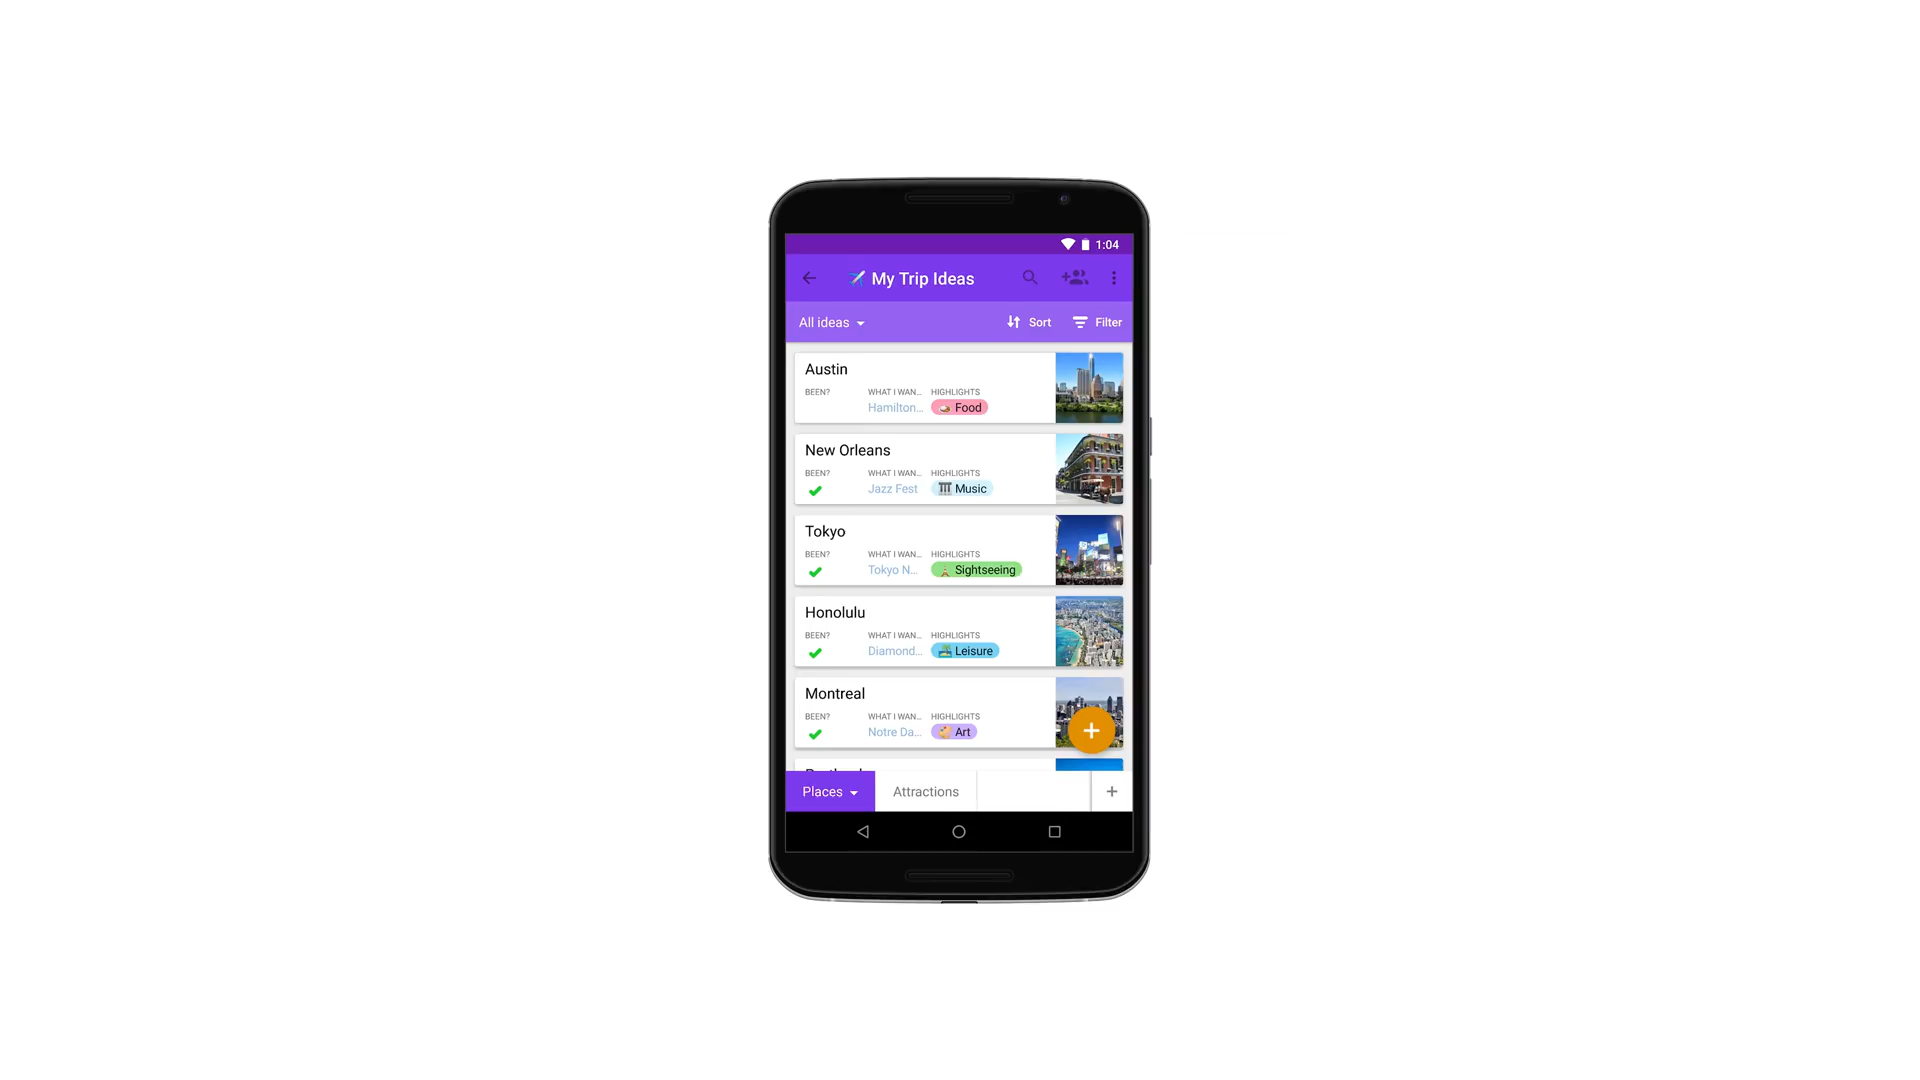 1:04
My Trip Ideas
All ideas
Sort
Filter
Austin
BEEN? WHAT I WAN... HIGHLIGHTS
Hamilton... Food
New Orleans
BEEN? WHAT I WAN... HIGHLIGHTS
Jazz Fest Music
Tokyo
BEEN? WHAT I WAN... HIGHLIGHTS
Tokyo N... Sightseeing
Honolulu
BEEN? WHAT I WAN... HIGHLIGHTS
Diamond... Leisure
Montreal
BEEN? WHAT I WAN... HIGHLIGHTS
Notre Da... Art
Places
Attractions